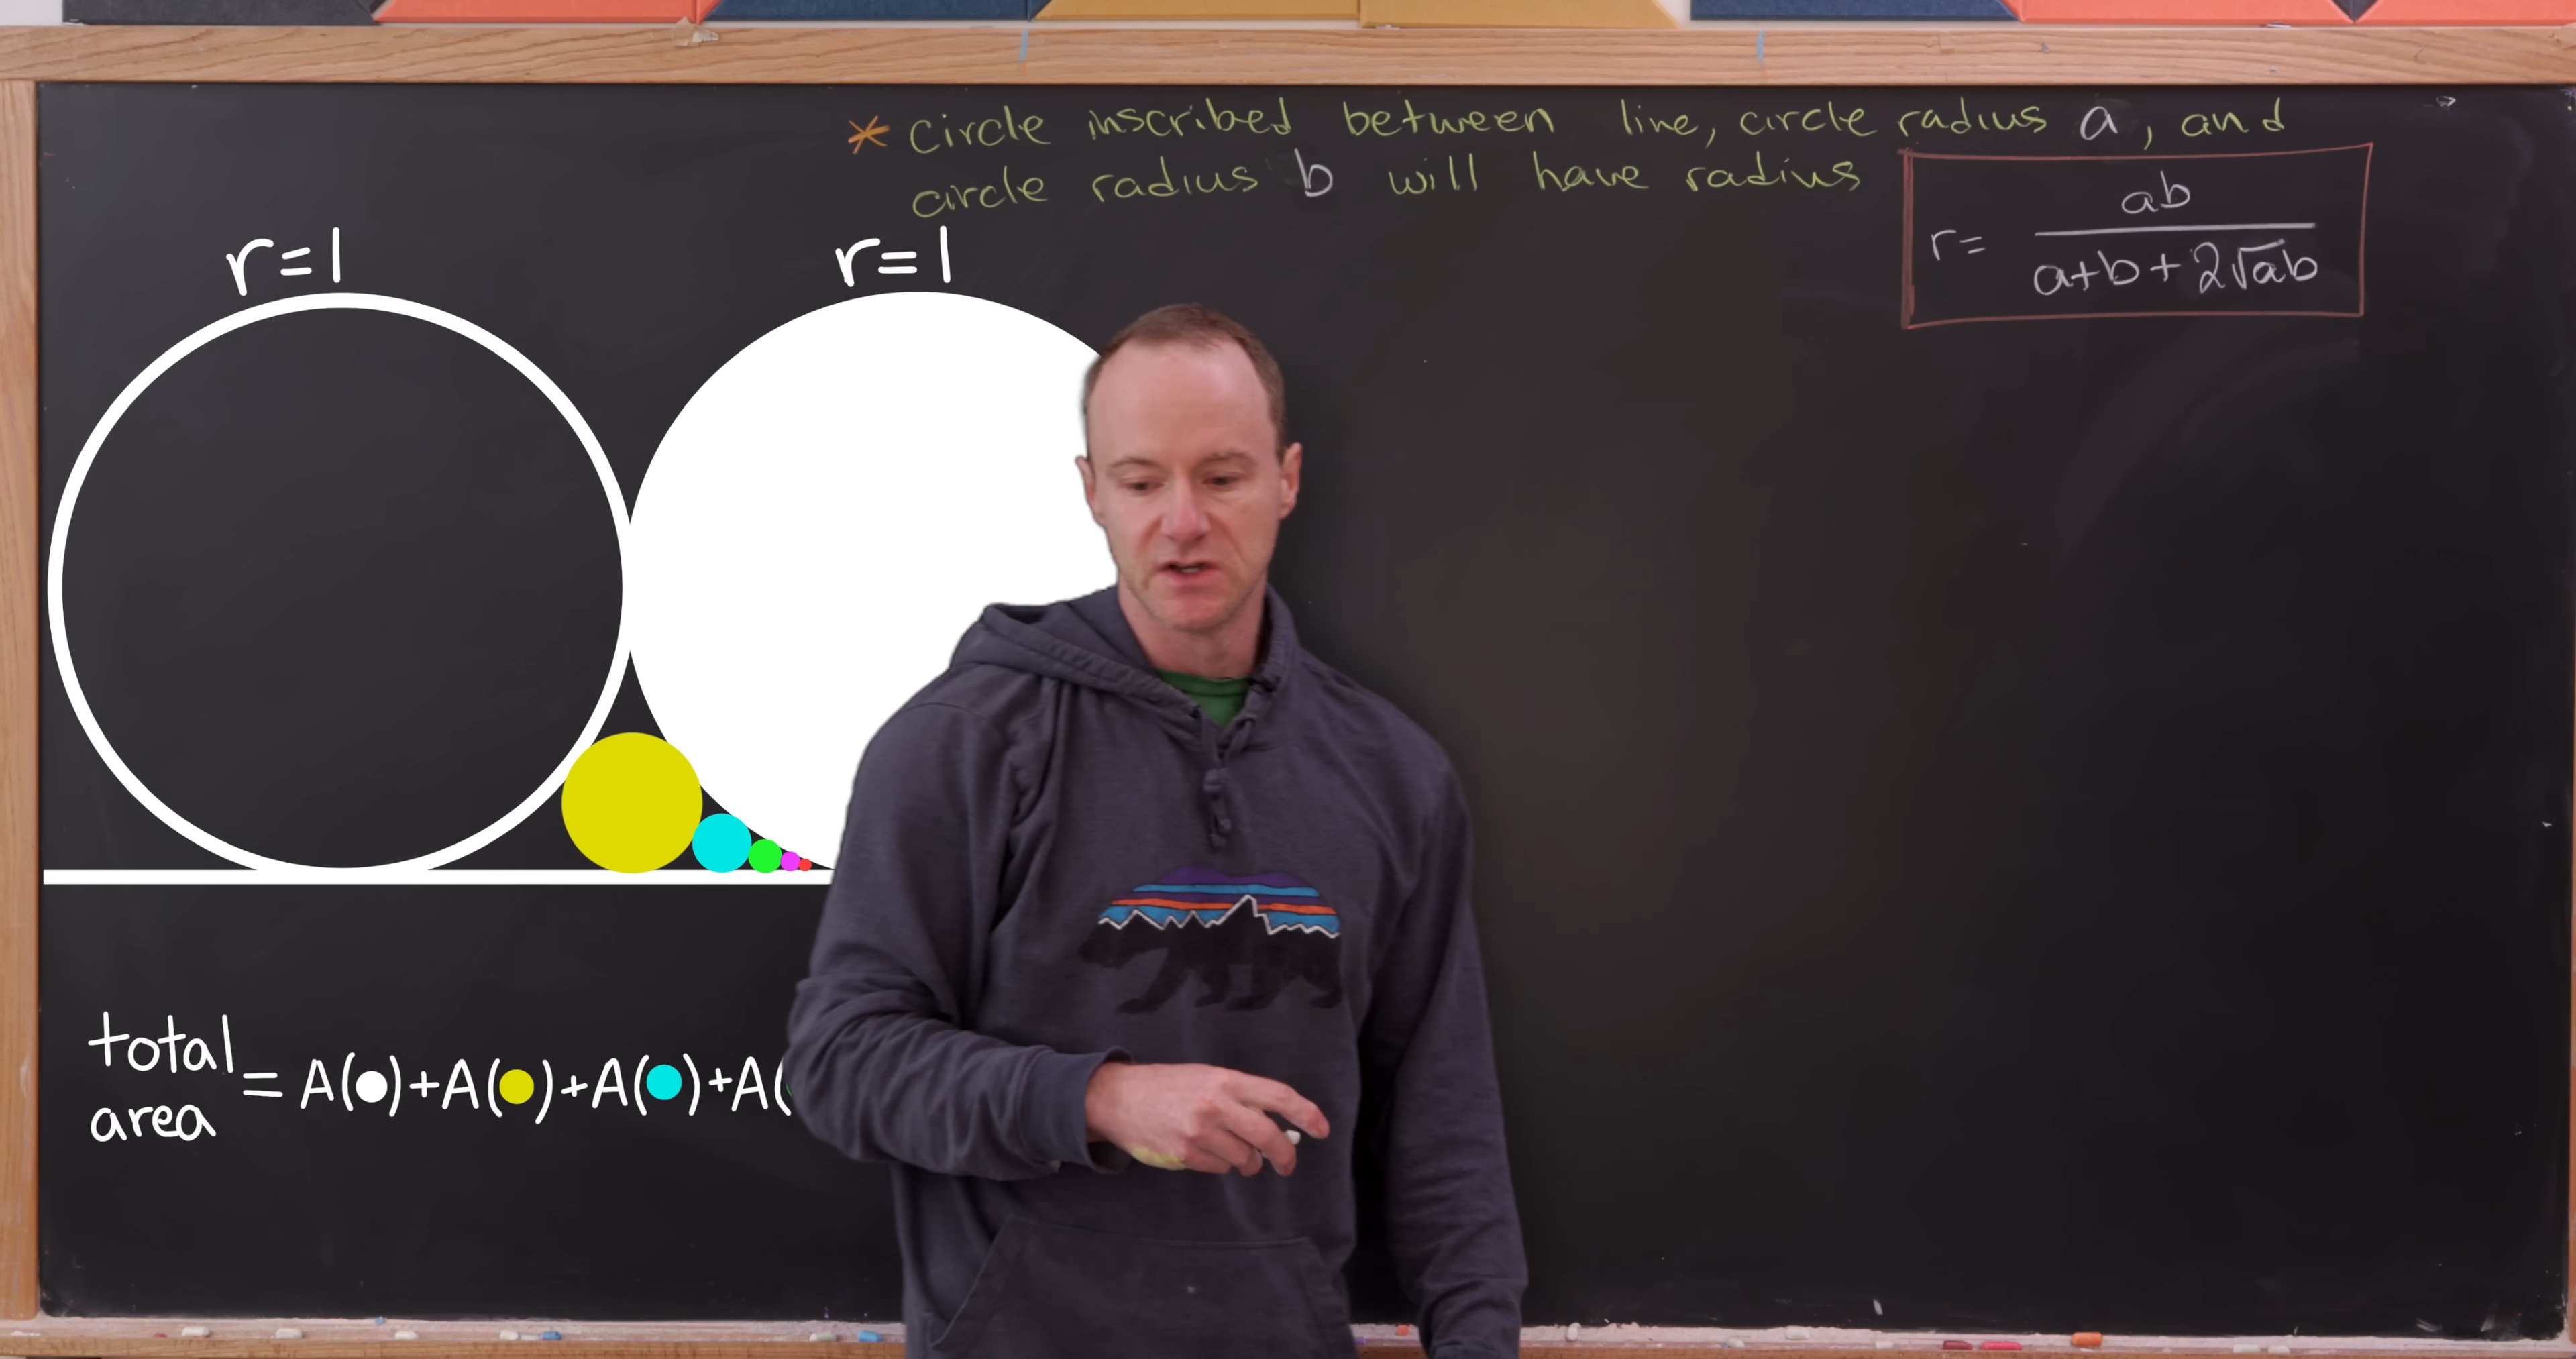 * Circle inscribed between line, circle radius a, and
circle radius b will have radius
r= ab / a+b+2√ab
r=1
r=1
total area = A( )+A( )+A( )+A(